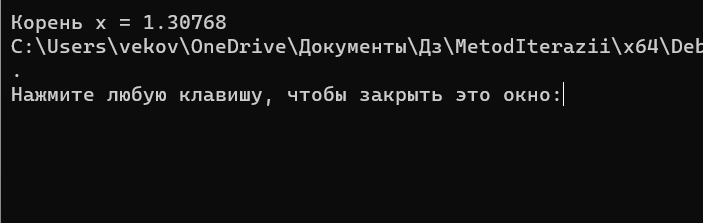 Корень x = 1.30768
C:\Users\vekov\OneDrive\Документы\Дз\MetodIterazii\x64\Deb
.
Нажмите любую клавишу, чтобы закрыть это окно: